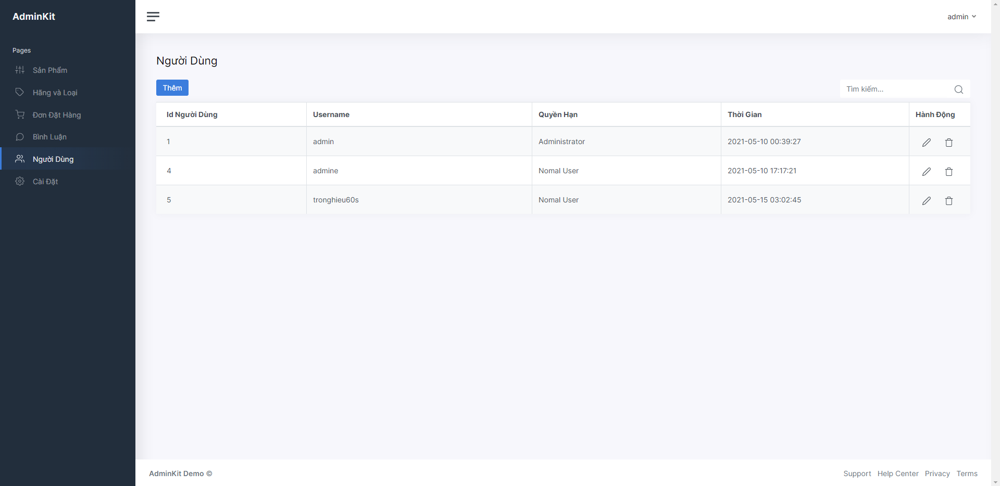 AdminKit
admin
Pages
Sản Phẩm
Hãng và Loại
Đơn Đặt Hàng
Bình Luận
Người Dùng
Cài Đặt
Người Dùng
Thêm
Tìm kiếm...
Id Người Dùng Username Quyền Hạn Thời Gian Hành Động
1 admin Administrator 2021-05-10 00:39:27
4 admine Nomal User 2021-05-10 17:17:21
5 tronghieu60s Nomal User 2021-05-15 03:02:45
AdminKit Demo © Support Help Center Privacy Terms